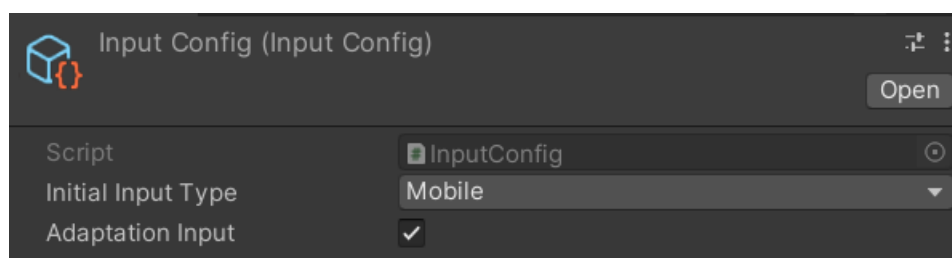 Input Config (Input Config)
Open
Script
InputConfig
Initial Input Type
Mobile
Adaptation Input